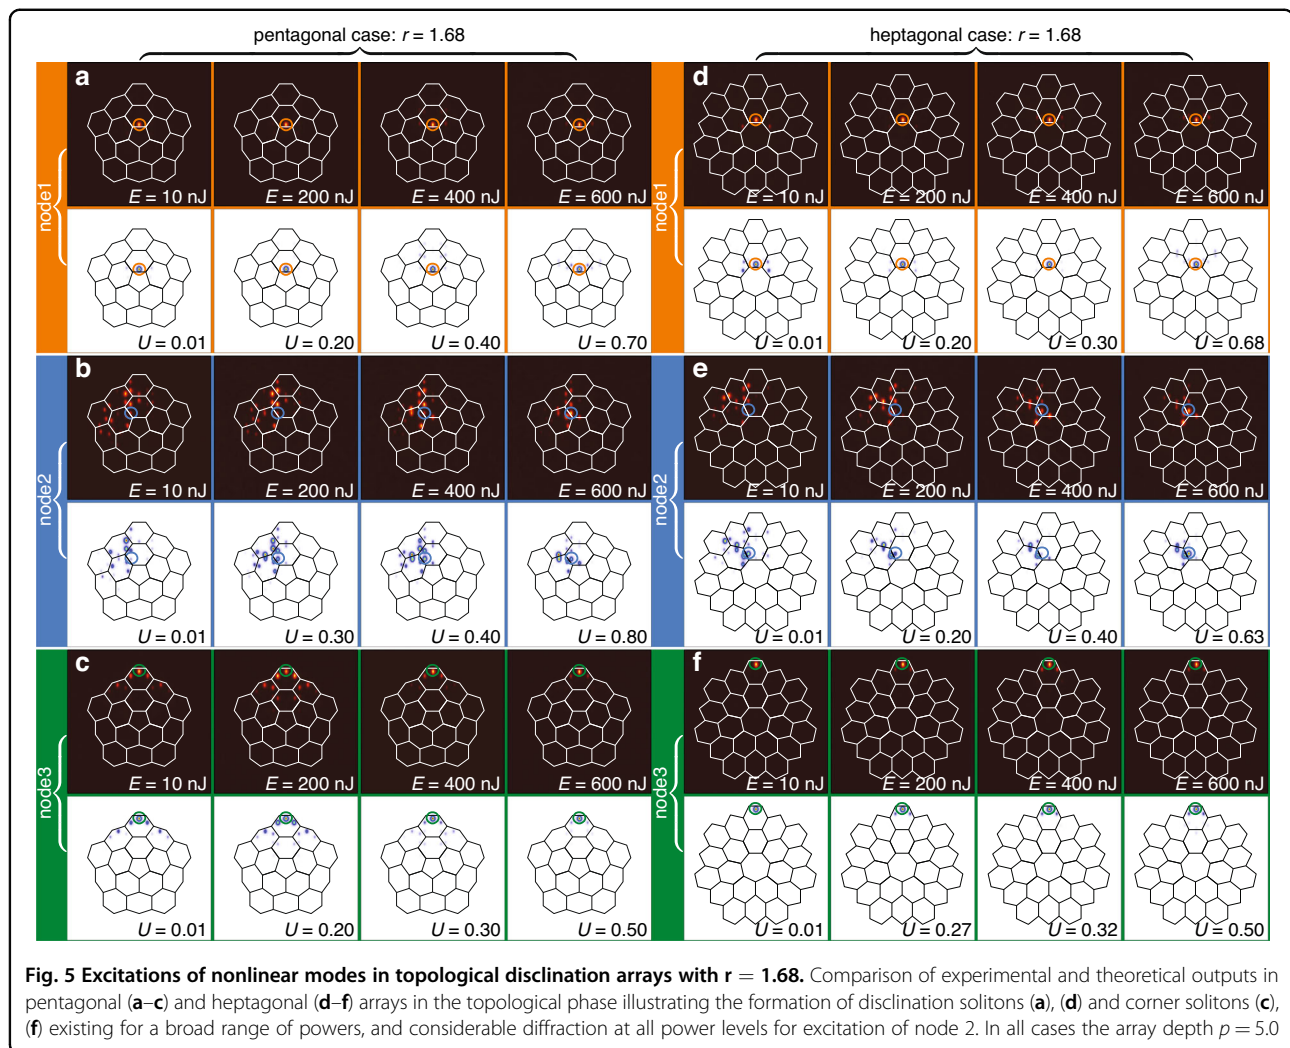 pentagonal case: r = 1.68
heptagonal case: r = 1.68
node1
a
E = 10 nJ
E = 200 nJ
E = 400 nJ
E = 600 nJ
U = 0.01
U = 0.20
U = 0.40
U = 0.70
node1
d
E = 10 nJ
E = 200 nJ
E = 400 nJ
E = 600 nJ
U = 0.01
U = 0.20
U = 0.30
U = 0.68
node2
b
E = 10 nJ
E = 200 nJ
E = 400 nJ
E = 600 nJ
U = 0.01
U = 0.30
U = 0.40
U = 0.80
node2
e
E = 10 nJ
E = 200 nJ
E = 400 nJ
E = 600 nJ
U = 0.01
U = 0.20
U = 0.40
U = 0.63
node3
c
E = 10 nJ
E = 200 nJ
E = 400 nJ
E = 600 nJ
U = 0.01
U = 0.20
U = 0.30
U = 0.50
node3
f
E = 10 nJ
E = 200 nJ
E = 400 nJ
E = 600 nJ
U = 0.01
U = 0.27
U = 0.32
U = 0.50
Fig. 5 Excitations of nonlinear modes in topological disclination arrays with r = 1.68. Comparison of experimental and theoretical outputs in
pentagonal (a–c) and heptagonal (d–f) arrays in the topological phase illustrating the formation of disclination solitons (a), (d) and corner solitons (c),
(f) existing for a broad range of powers, and considerable diffraction at all power levels for excitation of node 2. In all cases the array depth p = 5.0